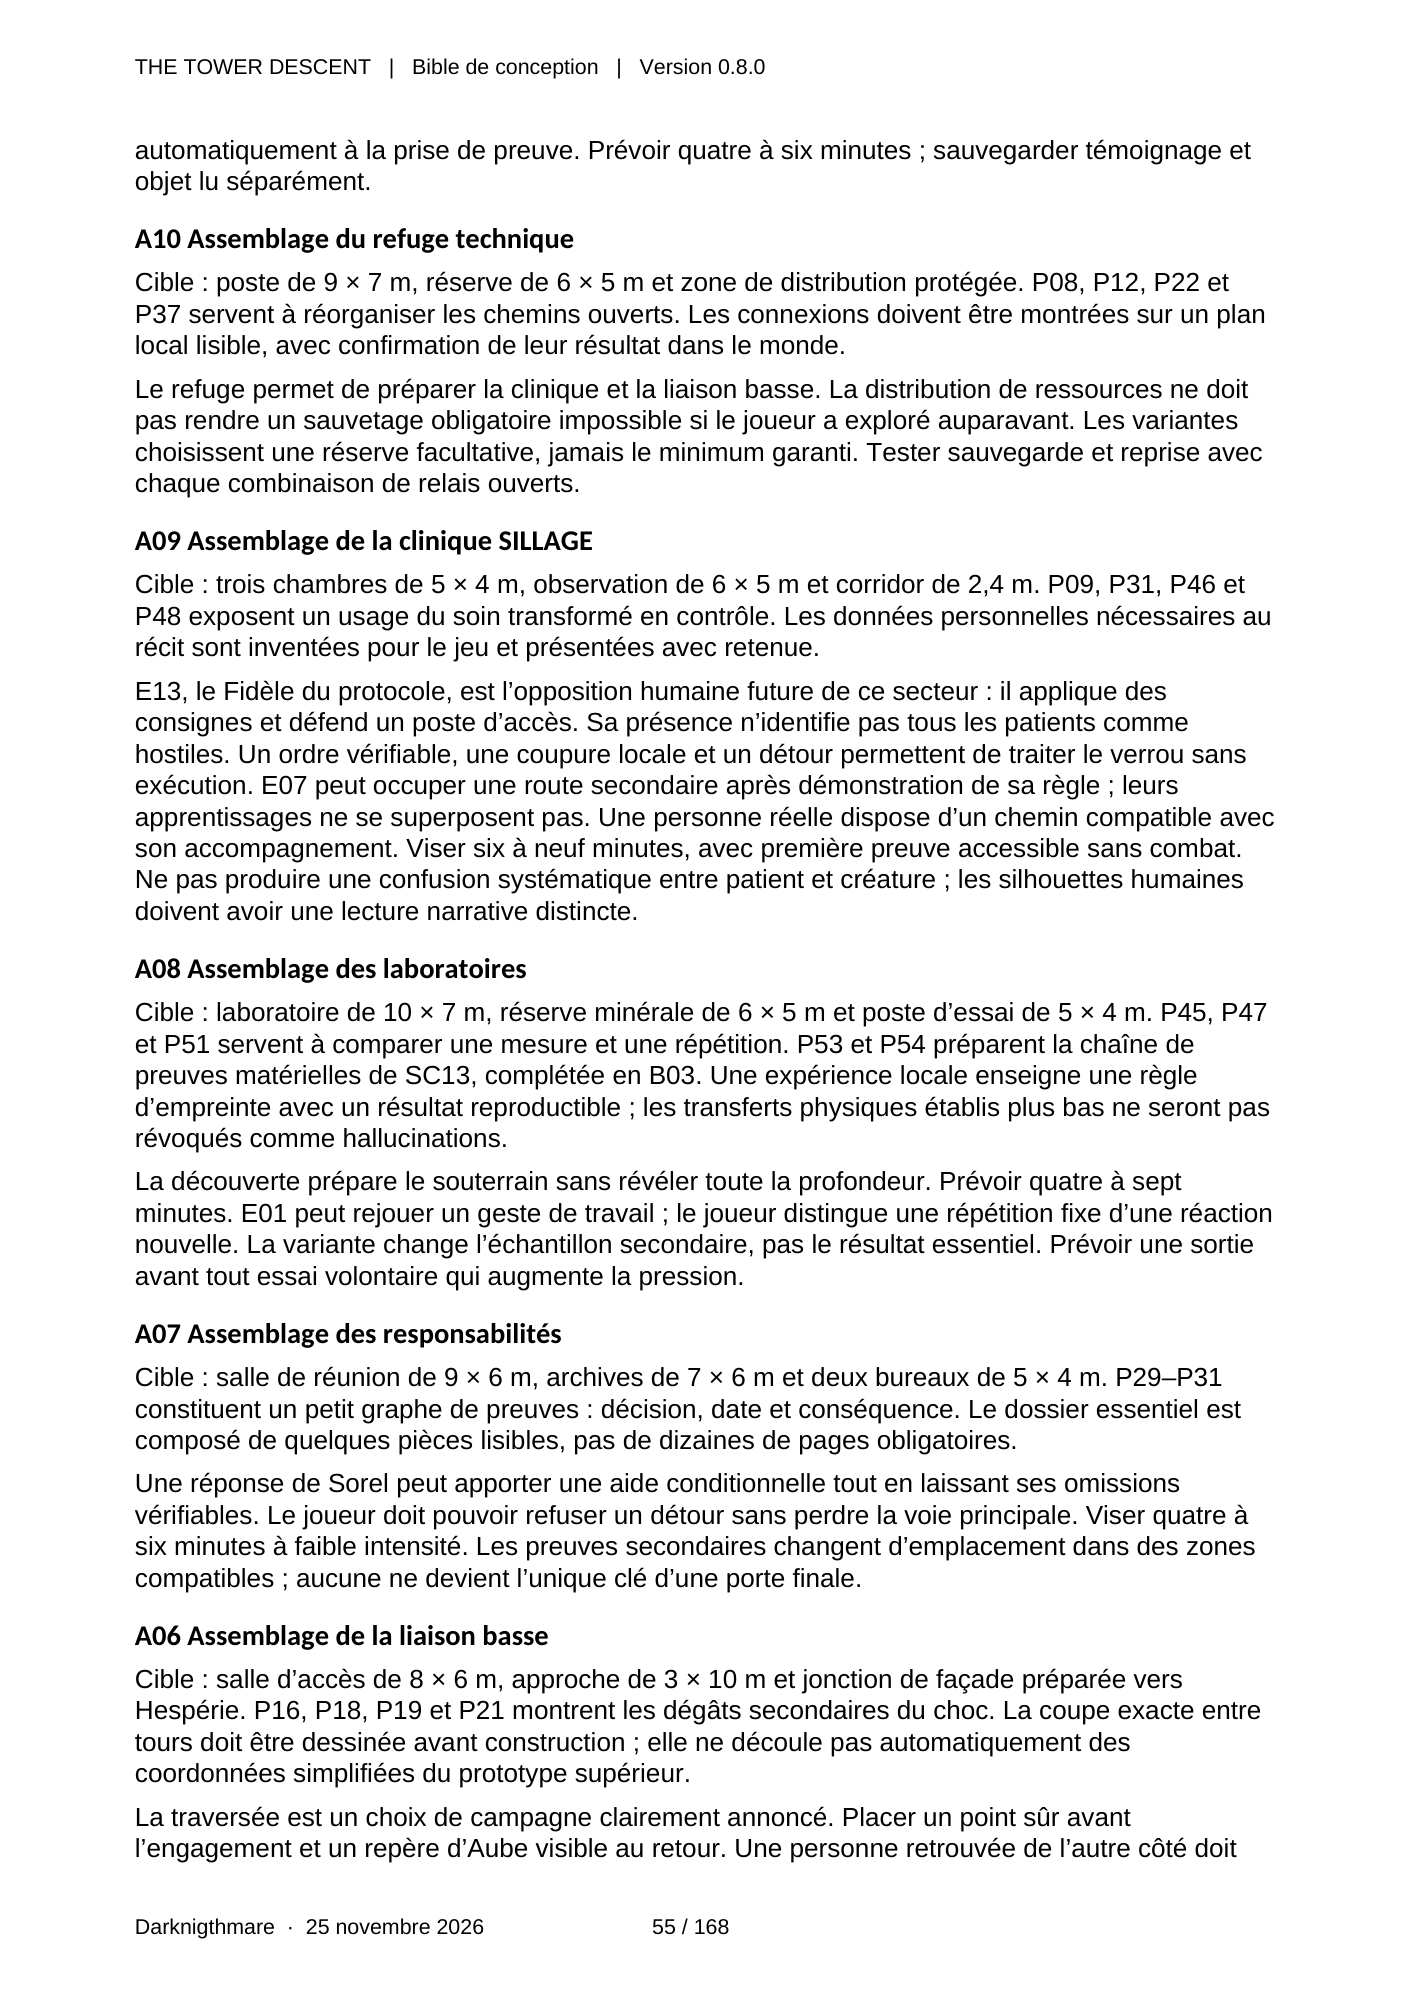 THE TOWER DESCENT | Bible de conception | Version 0.8.0
automatiquement à la prise de preuve. Prévoir quatre à six minutes ; sauvegarder témoignage et
objet lu séparément.
A10 Assemblage du refuge technique
Cible : poste de 9 × 7 m, réserve de 6 × 5 m et zone de distribution protégée. P08, P12, P22 et
P37 servent à réorganiser les chemins ouverts. Les connexions doivent être montrées sur un plan
local lisible, avec confirmation de leur résultat dans le monde.
Le refuge permet de préparer la clinique et la liaison basse. La distribution de ressources ne doit
pas rendre un sauvetage obligatoire impossible si le joueur a exploré auparavant. Les variantes
choisissent une réserve facultative, jamais le minimum garanti. Tester sauvegarde et reprise avec
chaque combinaison de relais ouverts.
A09 Assemblage de la clinique SILLAGE
Cible : trois chambres de 5 × 4 m, observation de 6 × 5 m et corridor de 2,4 m. P09, P31, P46 et
P48 exposent un usage du soin transformé en contrôle. Les données personnelles nécessaires au
récit sont inventées pour le jeu et présentées avec retenue.
E13, le Fidèle du protocole, est l’opposition humaine future de ce secteur : il applique des
consignes et défend un poste d’accès. Sa présence n’identifie pas tous les patients comme
hostiles. Un ordre vérifiable, une coupure locale et un détour permettent de traiter le verrou sans
exécution. E07 peut occuper une route secondaire après démonstration de sa règle ; leurs
apprentissages ne se superposent pas. Une personne réelle dispose d’un chemin compatible avec
son accompagnement. Viser six à neuf minutes, avec première preuve accessible sans combat.
Ne pas produire une confusion systématique entre patient et créature ; les silhouettes humaines
doivent avoir une lecture narrative distincte.
A08 Assemblage des laboratoires
Cible : laboratoire de 10 × 7 m, réserve minérale de 6 × 5 m et poste d’essai de 5 × 4 m. P45, P47
et P51 servent à comparer une mesure et une répétition. P53 et P54 préparent la chaîne de
preuves matérielles de SC13, complétée en B03. Une expérience locale enseigne une règle
d’empreinte avec un résultat reproductible ; les transferts physiques établis plus bas ne seront pas
révoqués comme hallucinations.
La découverte prépare le souterrain sans révéler toute la profondeur. Prévoir quatre à sept
minutes. E01 peut rejouer un geste de travail ; le joueur distingue une répétition fixe d’une réaction
nouvelle. La variante change l’échantillon secondaire, pas le résultat essentiel. Prévoir une sortie
avant tout essai volontaire qui augmente la pression.
A07 Assemblage des responsabilités
Cible : salle de réunion de 9 × 6 m, archives de 7 × 6 m et deux bureaux de 5 × 4 m. P29–P31
constituent un petit graphe de preuves : décision, date et conséquence. Le dossier essentiel est
composé de quelques pièces lisibles, pas de dizaines de pages obligatoires.
Une réponse de Sorel peut apporter une aide conditionnelle tout en laissant ses omissions
vérifiables. Le joueur doit pouvoir refuser un détour sans perdre la voie principale. Viser quatre à
six minutes à faible intensité. Les preuves secondaires changent d’emplacement dans des zones
compatibles ; aucune ne devient l’unique clé d’une porte finale.
A06 Assemblage de la liaison basse
Cible : salle d’accès de 8 × 6 m, approche de 3 × 10 m et jonction de façade préparée vers
Hespérie. P16, P18, P19 et P21 montrent les dégâts secondaires du choc. La coupe exacte entre
tours doit être dessinée avant construction ; elle ne découle pas automatiquement des
coordonnées simplifiées du prototype supérieur.
La traversée est un choix de campagne clairement annoncé. Placer un point sûr avant
l’engagement et un repère d’Aube visible au retour. Une personne retrouvée de l’autre côté doit
Darknigthmare · 25 novembre 2026 55 / 168